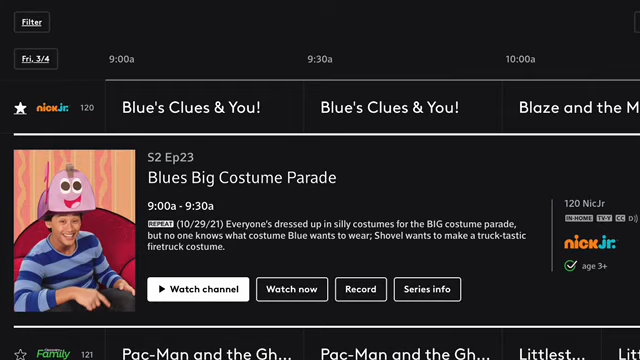 Filter
Fri, 3/4
9:00a
9:30a
10:00a
nick jr.
120
Blue's Clues & You!
Blue's Clues & You!
Blaze and the M
S2 Ep23
Blues Big Costume Parade
9:00a - 9:30a
REPEAT (10/29/21) Everyone's dressed up in silly costumes for the BIG costume parade,
but no one knows what costume Blue wants to wear; Shovel wants to make a truck-tastic
firetruck costume.
Watch channel
Watch now
Record
Series info
120 NicJr
IN-HOME TV-Y CC
nick jr.
age 3+
Family
121
Pac-Man and the Gh...
Pac-Man and the Gh...
Littlest...
Litt